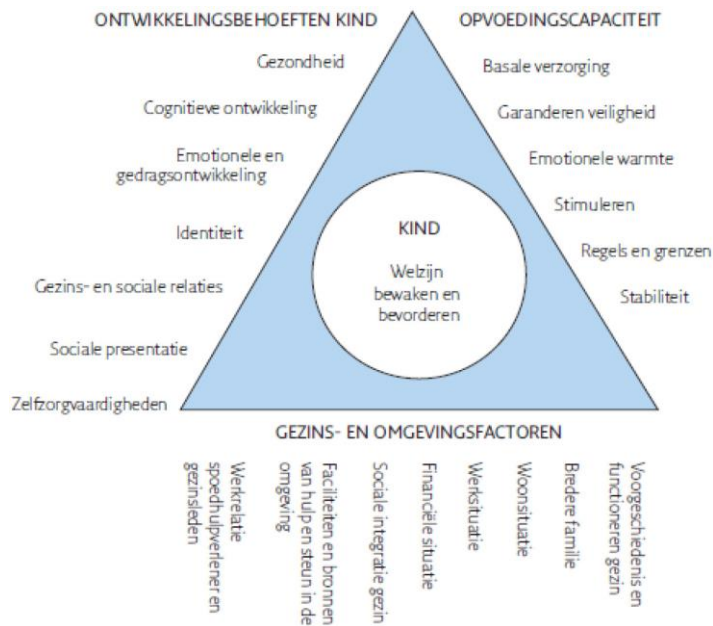 ONTWIKKELINGSBEHOEFTEN KIND
Gezondheid
Cognitieve ontwikkeling
Emotionele en
gedragsontwikkeling
Identiteit
Gezins- en sociale relaties
Sociale presentatie
Zelfzorgvaardigheden
OPVOEDINGSCAPACITEIT
Basale verzorging
Garanderen veiligheid
Emotionele warmte
Stimuleren
Regels en grenzen
Stabiliteit
KIND
Welzijn
bewaken en
bevorderen
GEZINS- EN OMGEVINGSFACTOREN
Werkrelatie
spoedhulpverlener en
gezinsleden
Faciliteiten en bronnen
van hulp en steun in de
omgeving
Sociale integratie gezin
Financiële situatie
Werksituatie
Woonsituatie
Bredere familie
Voorgeschiedenis en
functioneren gezin